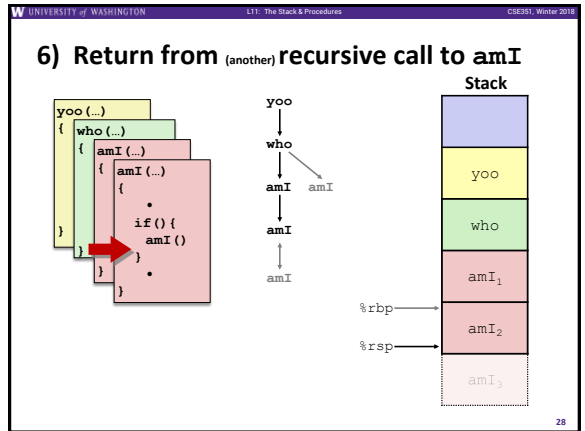 W UNIVERSITY of WASHINGTON
L11: The Stack & Procedures
CSE351, Winter 2018
6) Return from (another) recursive call to amI
yoo(…)
{
}
who(…)
{
}
amI(…)
{
}
amI(…)
{
•
if(){
amI()
}
•
}
yoo
who
amI amI
amI
amI
Stack
yoo
who
amI1
%rbp
amI2
%rsp
amI3
28